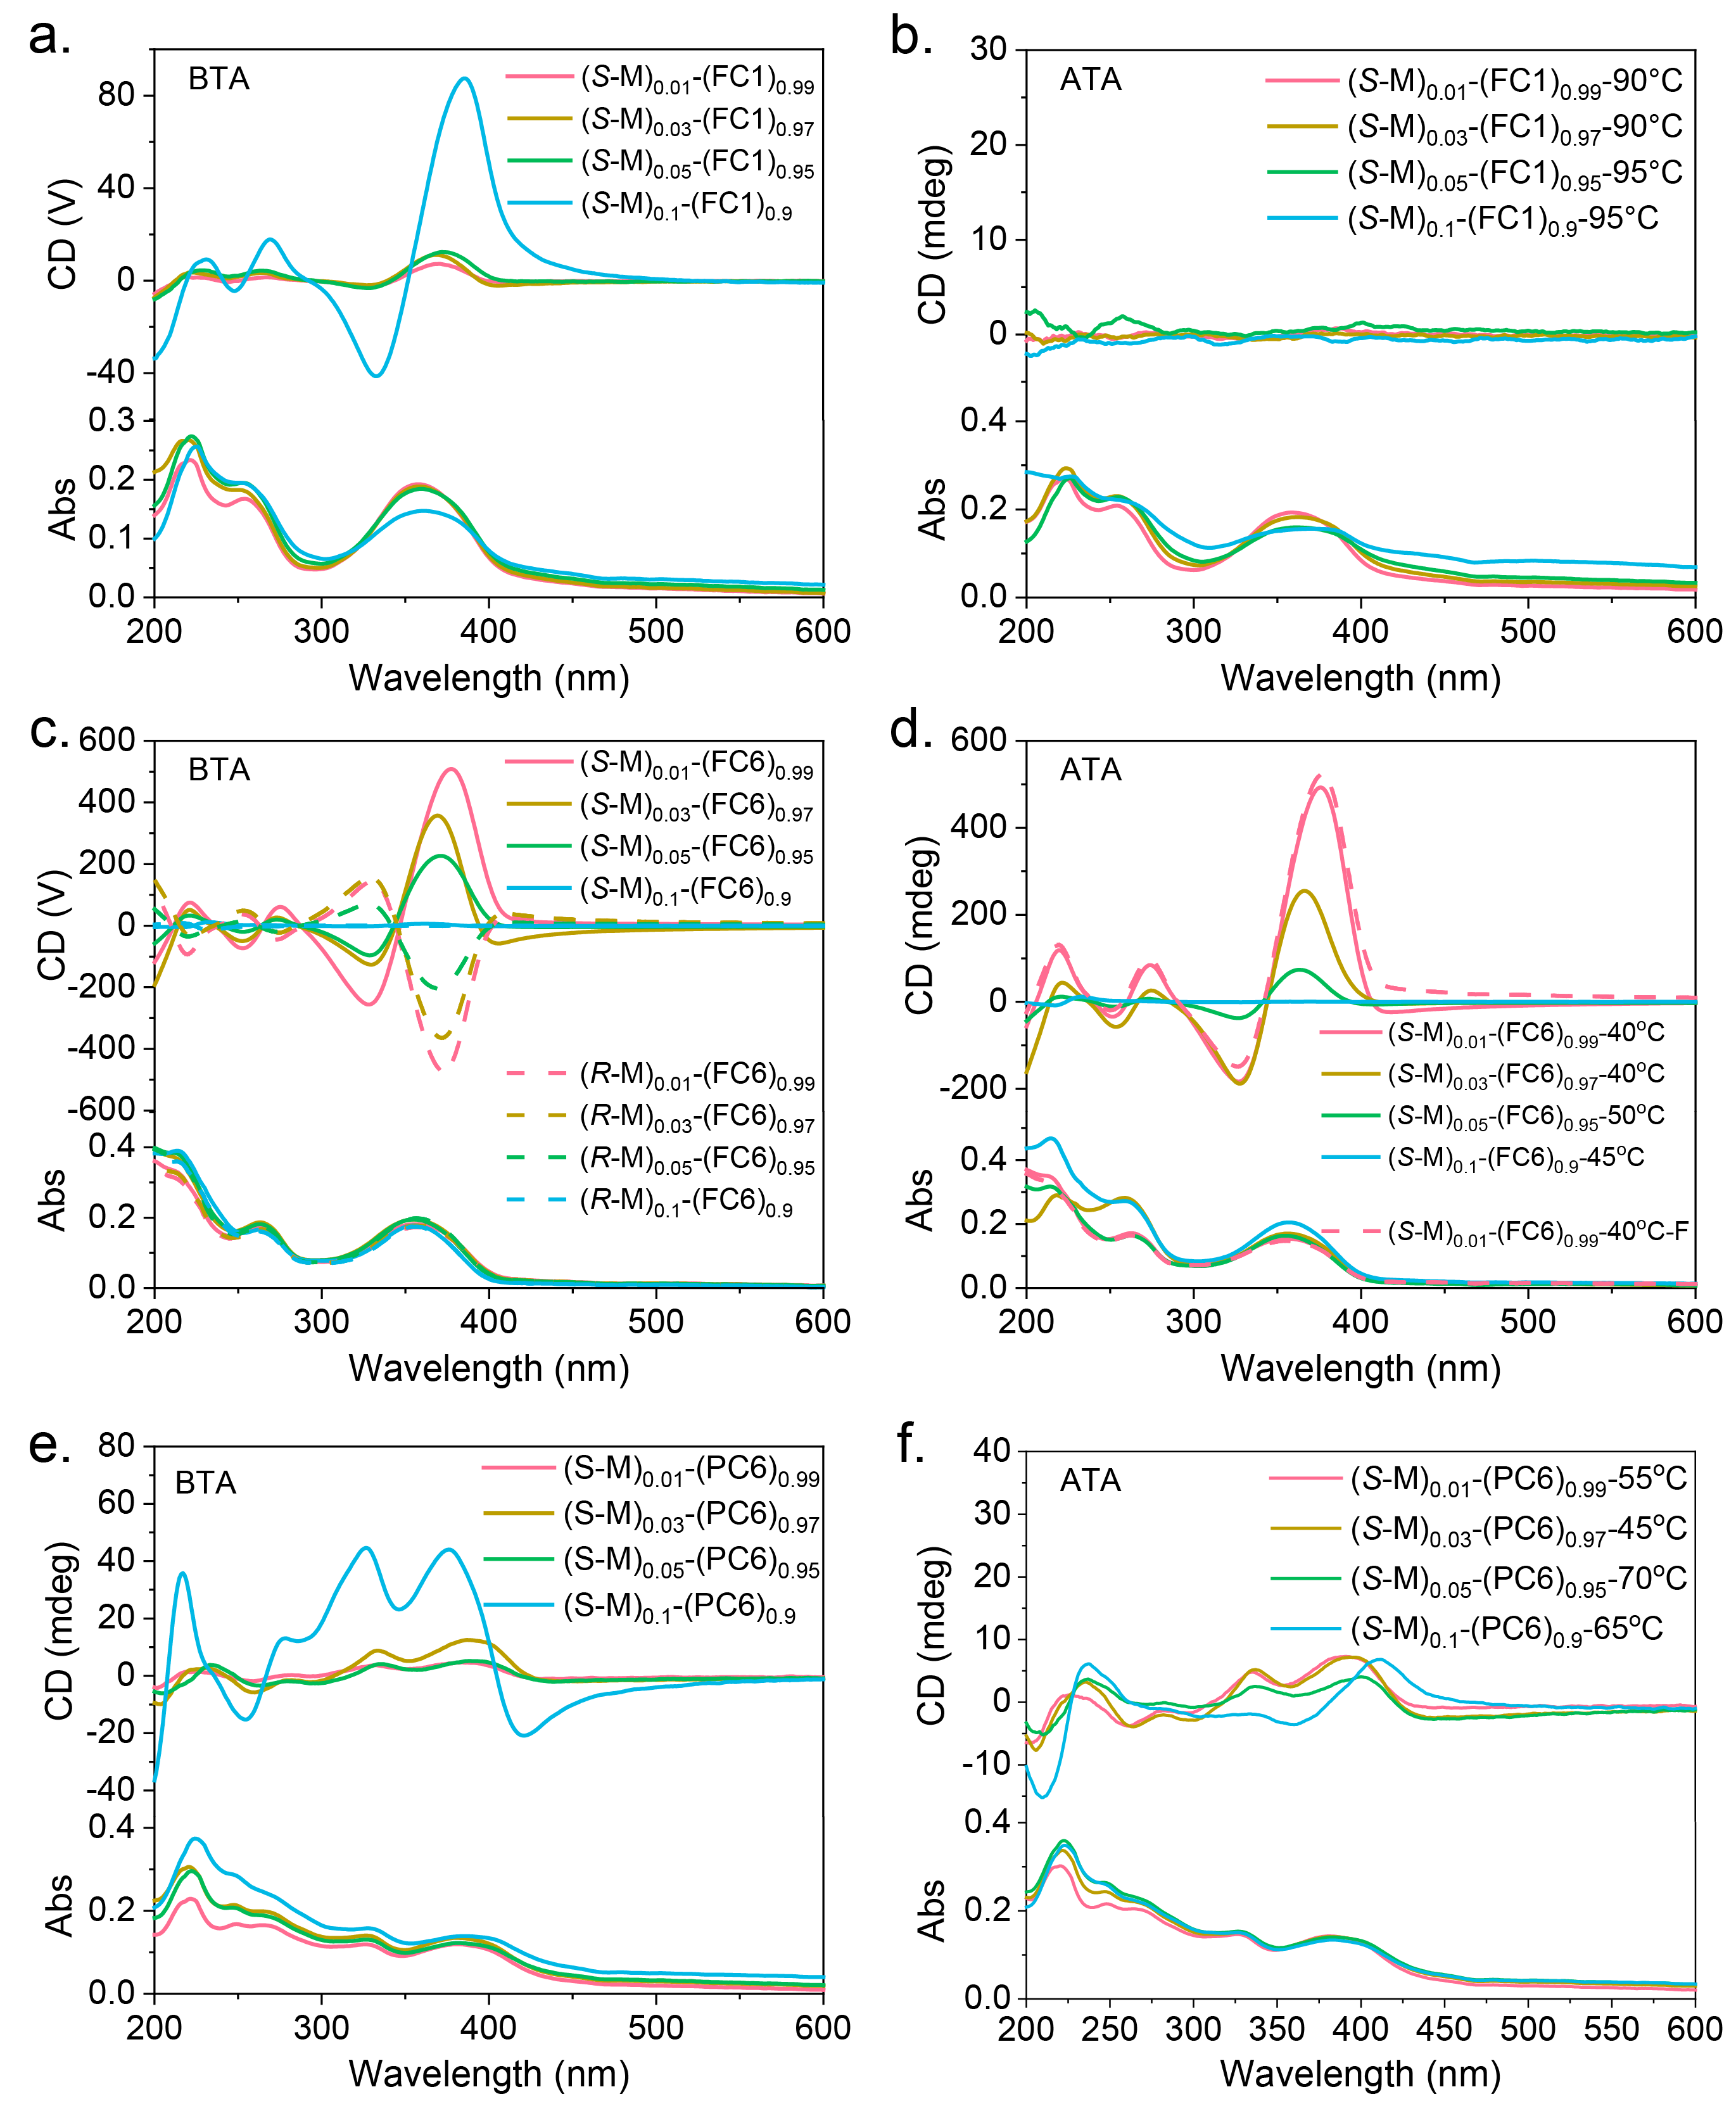 a.
BTA
(S-M)0.01-(FC1)0.99
(S-M)0.03-(FC1)0.97
(S-M)0.05-(FC1)0.95
(S-M)0.1-(FC1)0.9
CD (V)
80
40
0
-40
Abs
0.3
0.2
0.1
0.0
200 300 400 500 600
Wavelength (nm)
b.
ATA
(S-M)0.01-(FC1)0.99-90°C
(S-M)0.03-(FC1)0.97-90°C
(S-M)0.05-(FC1)0.95-95°C
(S-M)0.1-(FC1)0.9-95°C
CD (mdeg)
30
20
10
0
Abs
0.4
0.2
0.0
200 300 400 500 600
Wavelength (nm)
c.
BTA
(S-M)0.01-(FC6)0.99
(S-M)0.03-(FC6)0.97
(S-M)0.05-(FC6)0.95
(S-M)0.1-(FC6)0.9
(R-M)0.01-(FC6)0.99
(R-M)0.03-(FC6)0.97
(R-M)0.05-(FC6)0.95
(R-M)0.1-(FC6)0.9
CD (V)
600
400
200
0
-200
-400
-600
Abs
0.4
0.2
0.0
200 300 400 500 600
Wavelength (nm)
d.
ATA
(S-M)0.01-(FC6)0.99-40°C
(S-M)0.03-(FC6)0.97-40°C
(S-M)0.05-(FC6)0.95-50°C
(S-M)0.1-(FC6)0.9-45°C
(S-M)0.01-(FC6)0.99-40°C-F
CD (mdeg)
600
400
200
0
-200
Abs
0.4
0.2
0.0
200 300 400 500 600
Wavelength (nm)
e.
BTA
(S-M)0.01-(PC6)0.99
(S-M)0.03-(PC6)0.97
(S-M)0.05-(PC6)0.95
(S-M)0.1-(PC6)0.9
CD (mdeg)
80
60
40
20
0
-20
-40
Abs
0.4
0.2
0.0
200 300 400 500 600
Wavelength (nm)
f.
ATA
(S-M)0.01-(PC6)0.99-55°C
(S-M)0.03-(PC6)0.97-45°C
(S-M)0.05-(PC6)0.95-70°C
(S-M)0.1-(PC6)0.9-65°C
CD (mdeg)
40
30
20
10
0
-10
Abs
0.4
0.2
0.0
200 250 300 350 400 450 500 550 600
Wavelength (nm)